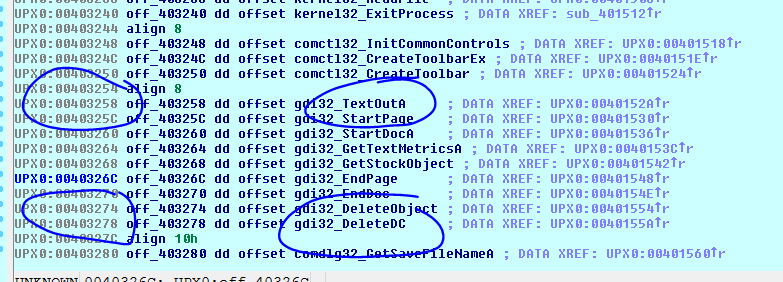 UPX0:00403240 off_403240 dd offset kernel32_ExitProcess ; DATA XREF: sub_401512↑r
UPX0:00403244 align 8
UPX0:00403248 off_403248 dd offset comctl32_InitCommonControls ; DATA XREF: UPX0:00401518↑r
UPX0:0040324C off_40324C dd offset comctl32_CreateToolbarEx ; DATA XREF: UPX0:0040151E↑r
UPX0:00403250 off_403250 dd offset comctl32_CreateToolbar ; DATA XREF: UPX0:00401524↑r
UPX0:00403254 align 8
UPX0:00403258 off_403258 dd offset gdi32_TextOutA ; DATA XREF: UPX0:0040152A↑r
UPX0:0040325C off_40325C dd offset gdi32_StartPage ; DATA XREF: UPX0:00401530↑r
UPX0:00403260 off_403260 dd offset gdi32_StartDocA ; DATA XREF: UPX0:00401536↑r
UPX0:00403264 off_403264 dd offset gdi32_GetTextMetricsA ; DATA XREF: UPX0:0040153C↑r
UPX0:00403268 off_403268 dd offset gdi32_GetStockObject ; DATA XREF: UPX0:00401542↑r
UPX0:0040326C off_40326C dd offset gdi32_EndPage ; DATA XREF: UPX0:00401548↑r
UPX0:00403270 off_403270 dd offset gdi32_EndDoc ; DATA XREF: UPX0:0040154E↑r
UPX0:00403274 off_403274 dd offset gdi32_DeleteObject ; DATA XREF: UPX0:00401554↑r
UPX0:00403278 off_403278 dd offset gdi32_DeleteDC ; DATA XREF: UPX0:0040155A↑r
UPX0:0040327C align 10h
UPX0:00403280 off_403280 dd offset comdlg32_GetSaveFileNameA ; DATA XREF: UPX0:00401560↑r
UNKNOWN 0040326C: UPX0:off_40326C